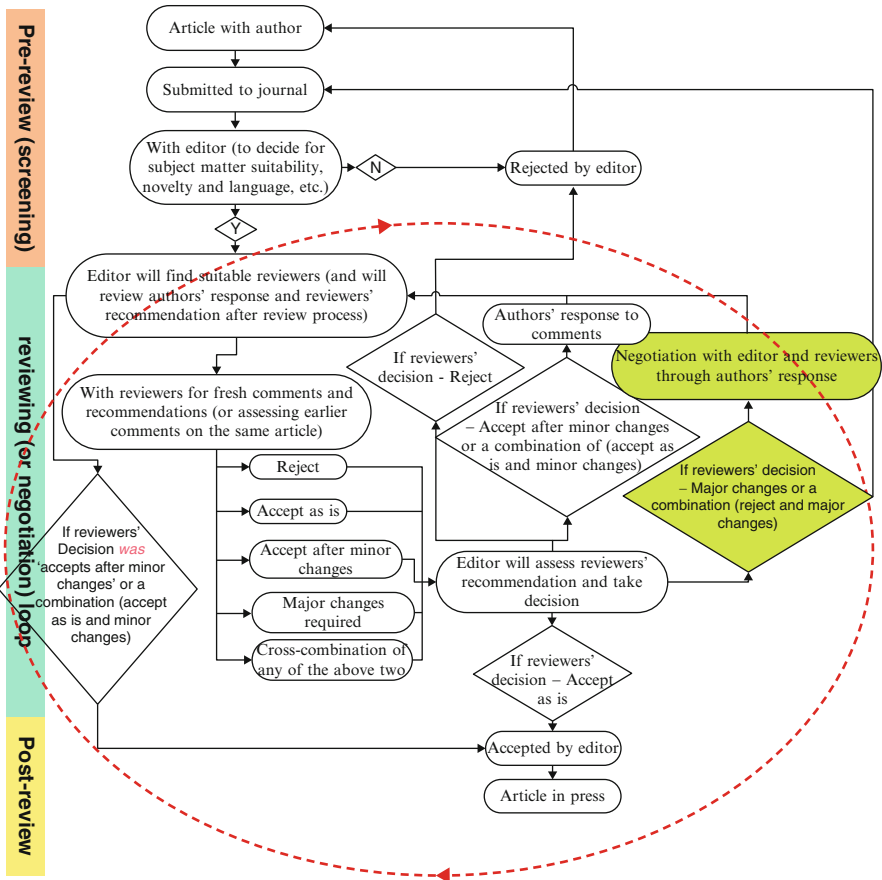 Pre-review (screening)
reviewing (or negotiation) loop
Post-review
Article with author
Submitted to journal
With editor (to decide for
subject matter suitability,
novelty and language, etc.)
N
Rejected by editor
Y
Editor will find suitable reviewers (and will
review authors' response and reviewers'
recommendation after review process)
With reviewers for fresh comments and
recommendations (or assessing earlier
comments on the same article)
Reject
Accept as is
Accept after minor
changes
Major changes
required
Cross-combination of
any of the above two
If reviewers'
Decision was
'accepts after minor
changes' or a
combination (accept
as is and minor
changes)
If reviewers'
decision - Reject
Authors' response to
comments
If reviewers' decision
– Accept after minor changes
or a combination of (accept as
is and minor changes)
Negotiation with editor and reviewers
through authors' response
If reviewers' decision
– Major changes or a
combination (reject and major
changes)
Editor will assess reviewers'
recommendation and take
decision
If reviewers'
decision – Accept
as is
Accepted by editor
Article in press